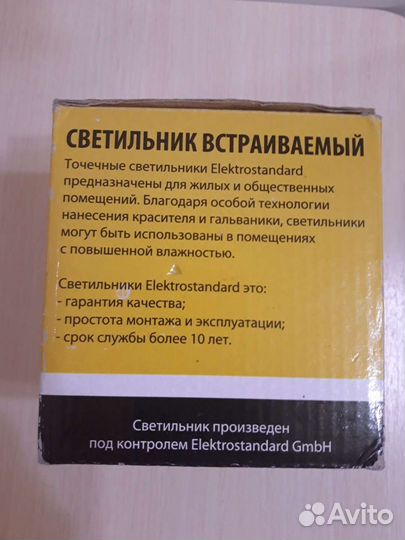 СВЕТИЛЬНИК ВСТРАИВАЕМЫЙ
Точечные светильники Elektrostandard
предназначены для жилых и общественных
помещений. Благодаря особой технологии
нанесения красителя и гальваники, светильники
могут быть использованы в помещениях
с повышенной влажностью.
Светильники Elektrostandard это:
- гарантия качества;
- простота монтажа и эксплуатации;
- срок службы более 10 лет.
Светильник произведен
под контролем Elektrostandard GmbH
Avito